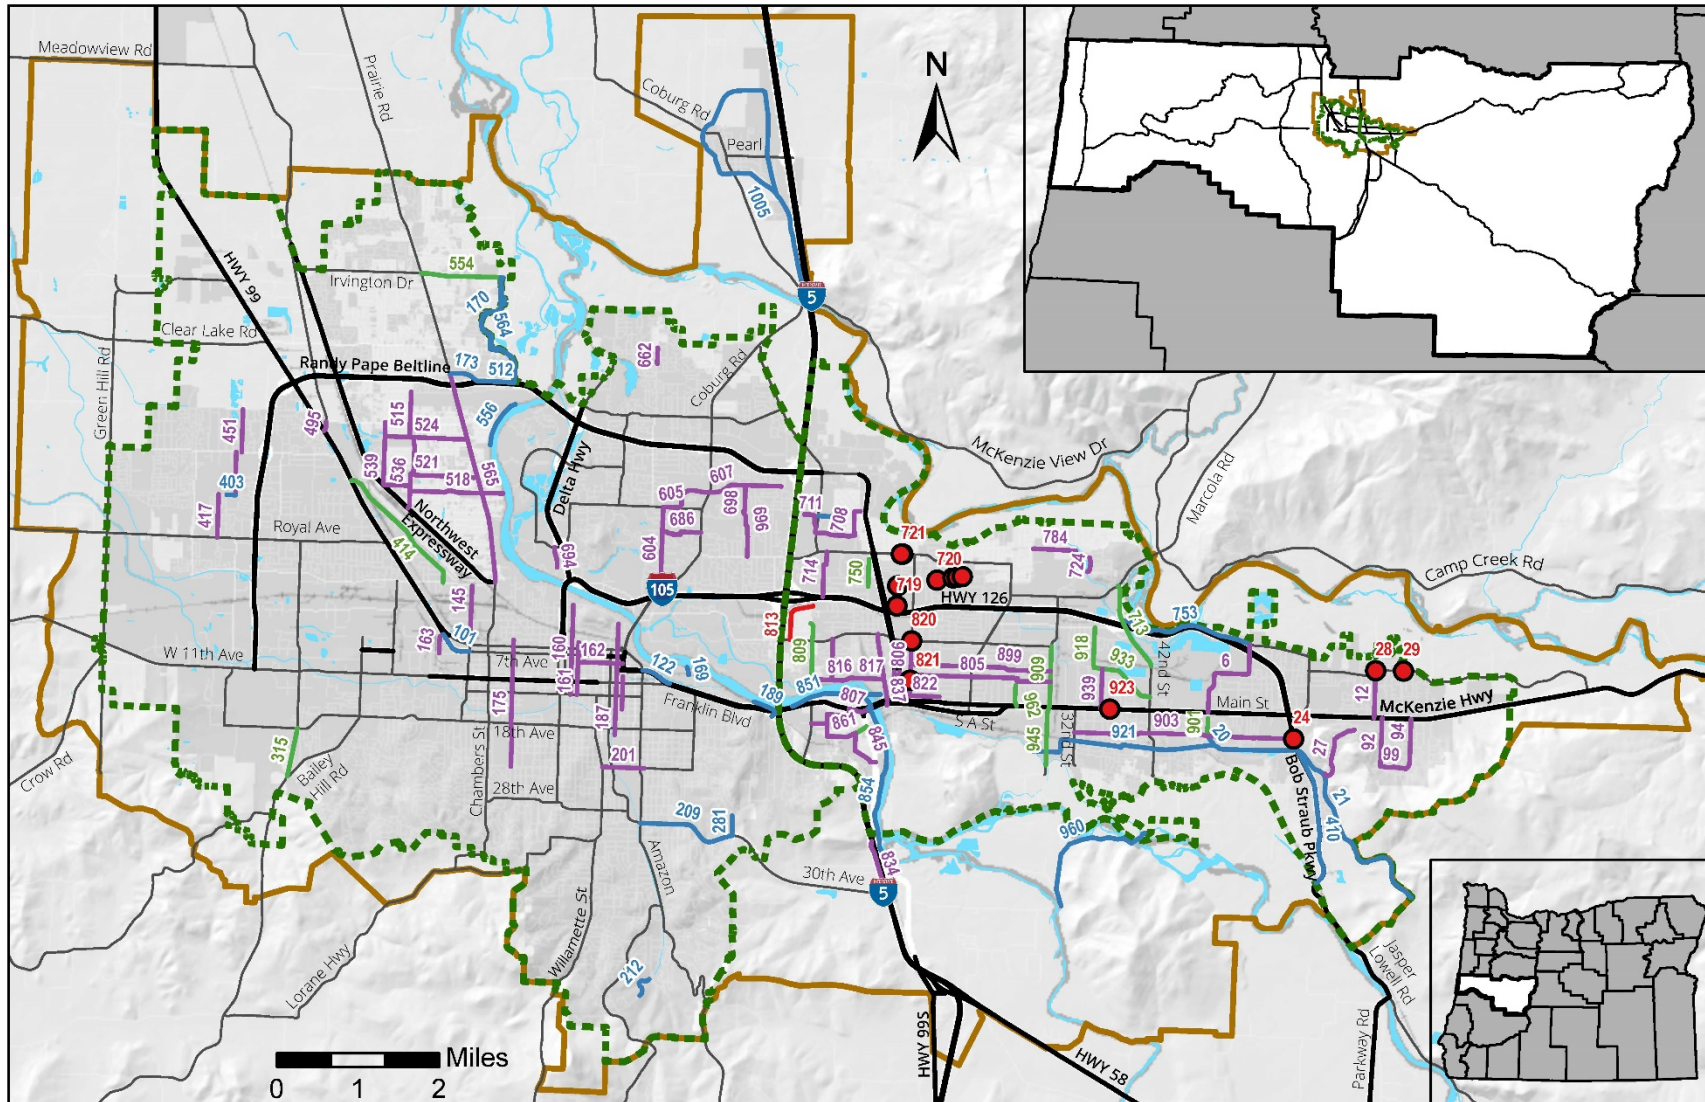 Meadowview Rd
Prairie Rd
Coburg Rd
Pearl
N
1005
5
HWY 99
554
Irvington Dr
170
564
Clear Lake Rd
Green Hill Rd
Randy Pape Beltline
173
512
662
Coburg Rd
McKenzie View Dr
Marcola Rd
Camp Creek Rd
451
495
515
524
556
403
539
536
521
518
565
417
Delta Hwy
605
607
686
698
969
604
711
708
Royal Ave
414
Northwest
Expressway
469
714
750
721
720
719
784
724
HWY 126
105
145
163
101
W 11th Ave
7th Ave
160
162
161
122
169
813
809
820
821
816
817
806
805
899
822
837
807
851
189
861
845
Franklin Blvd
175
187
18th Ave
201
28th Ave
Chambers St
315
Bailey
Hill Rd
Crow Rd
713
753
918
933
909
939
923
962
945
32nd St
42nd St
S A St
Main St
903
901
921
20
6
24
28
29
12
McKenzie Hwy
27
92
94
99
21
410
Bob Straub Pkwy
854
834
960
209
281
Amazon
30th Ave
5
Willamette St
212
Lorane Hwy
HWY 99S
HWY 58
Jasper
Lowell Rd
Parkway Rd
Miles
0 1 2